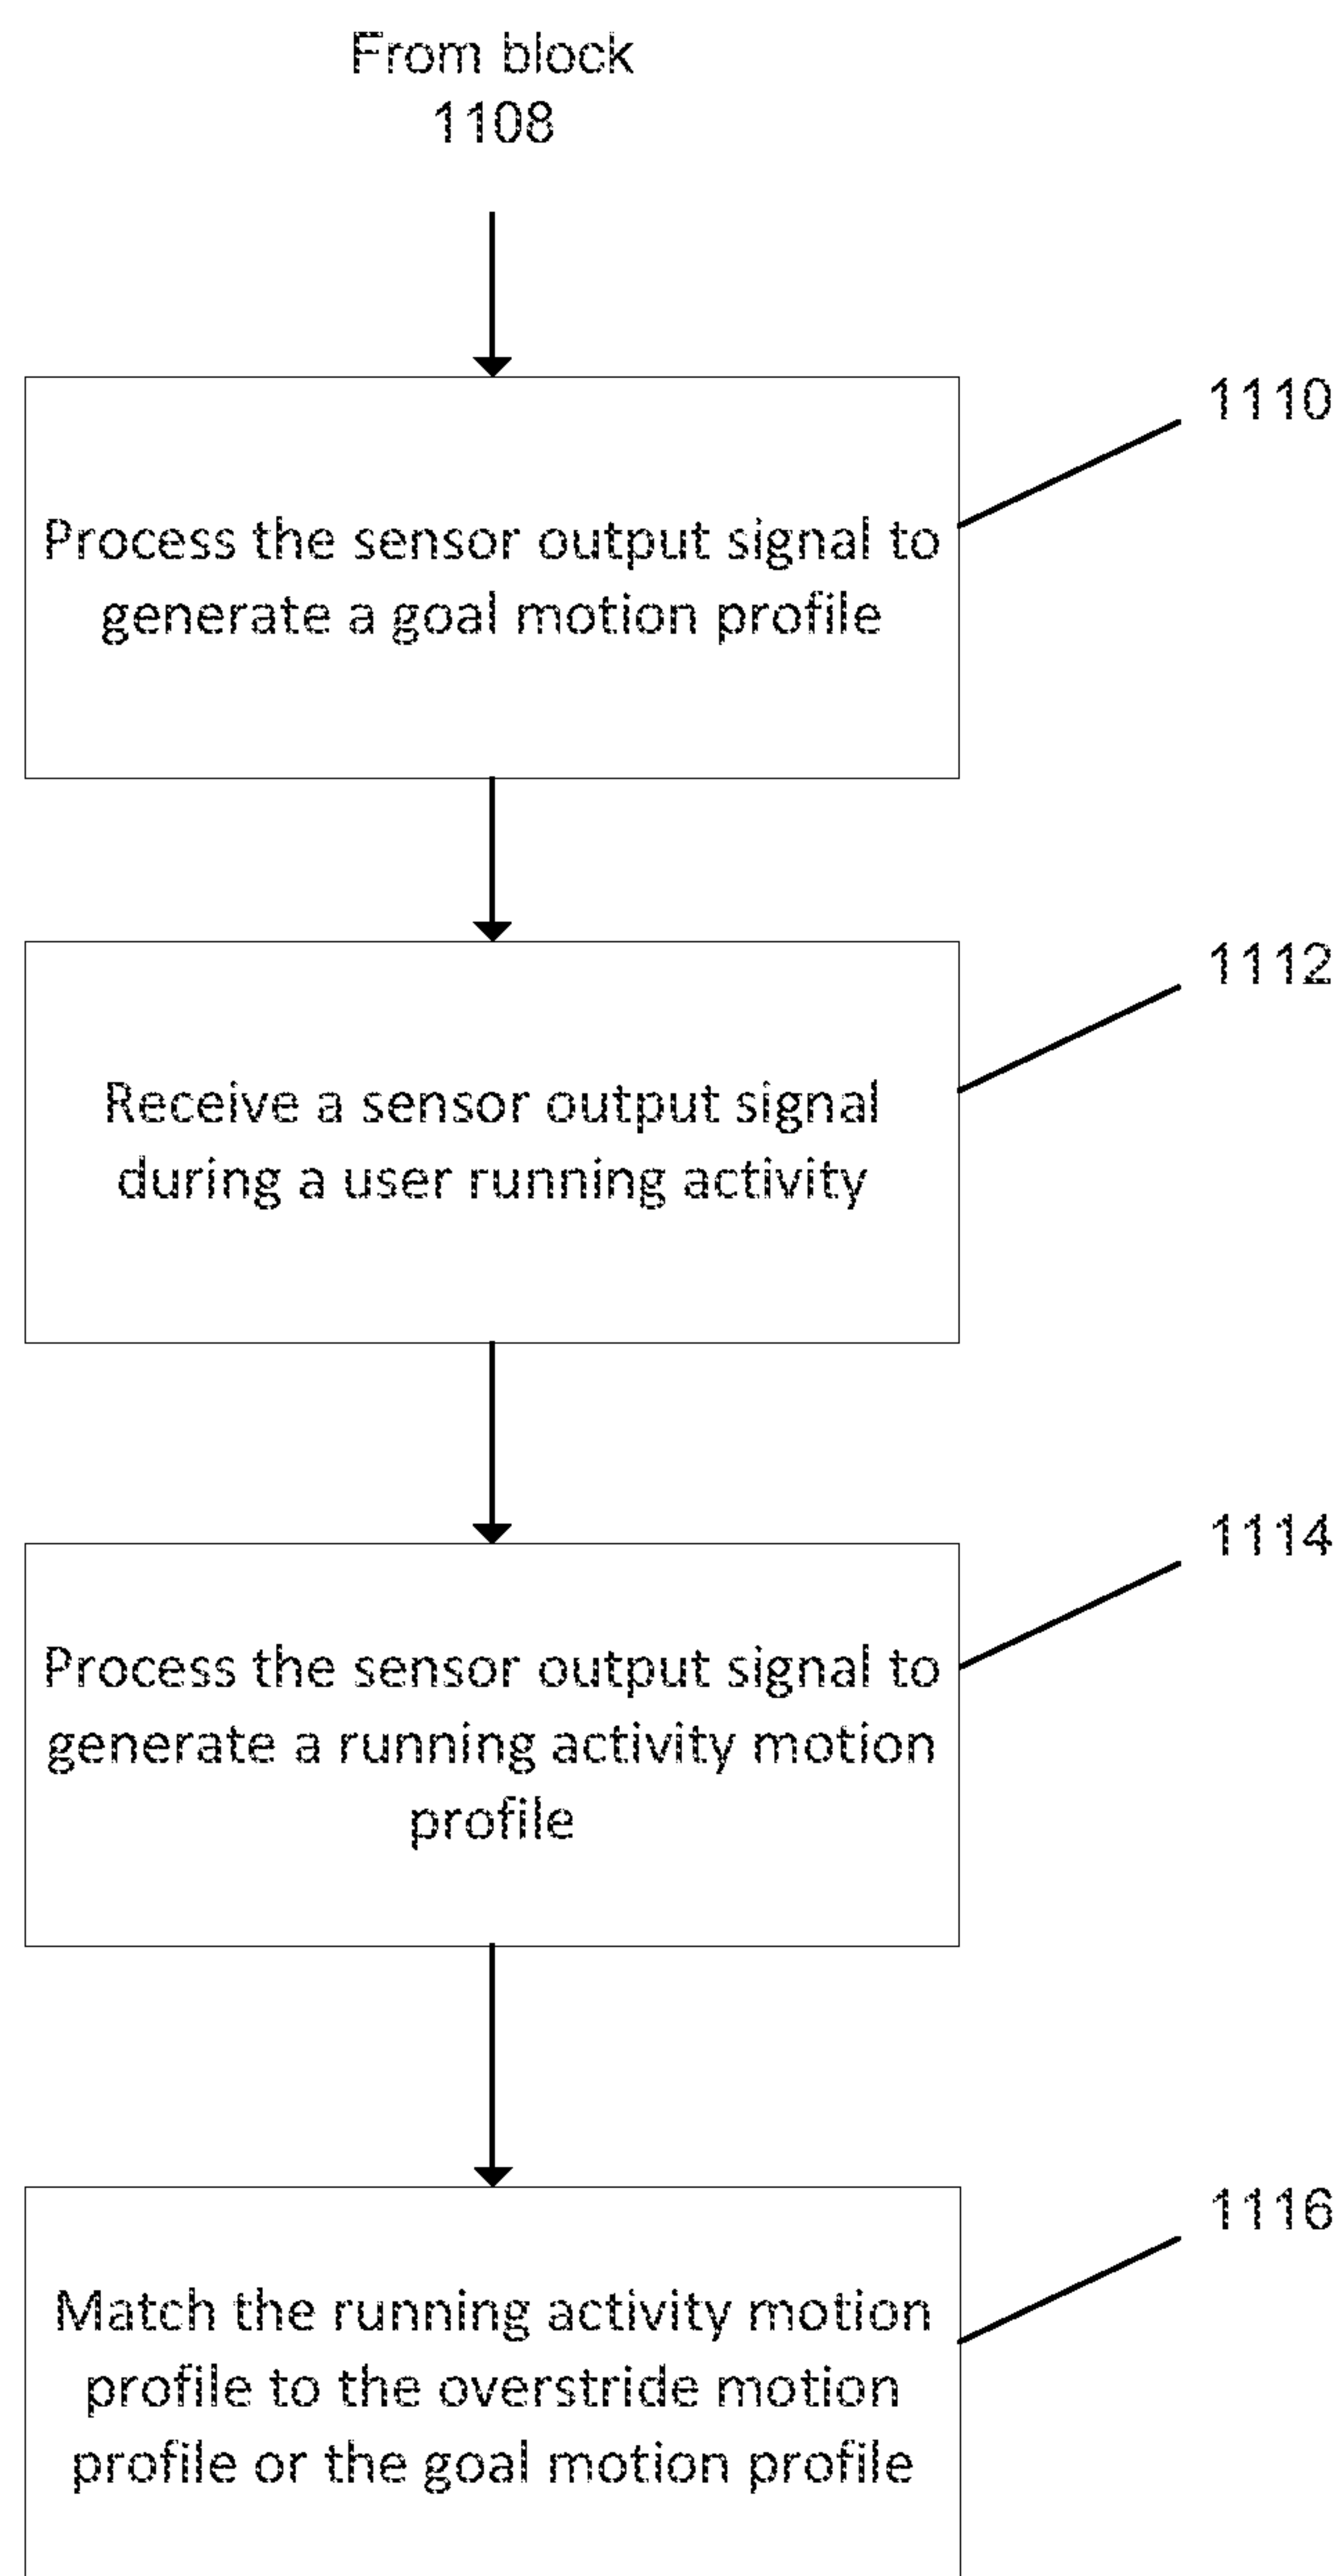 From block
1108
1110
Process the sensor output signal to
generate a goal motion profile
1112
Receive a sensor output signal
during a user running activity
1114
Process the sensor output signal to
generate a running activity motion
profile
1116
Match the running activity motion
profile to the overstride motion
profile or the goal motion profile